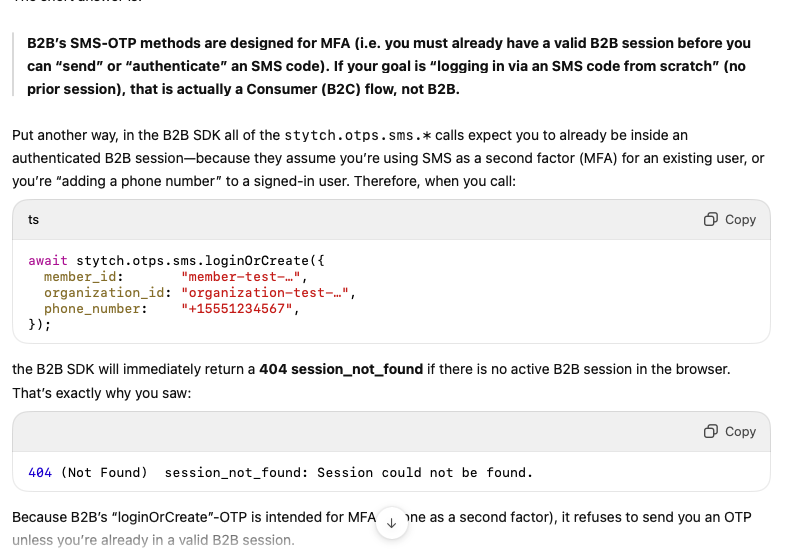 The short answer is:
B2B's SMS-OTP methods are designed for MFA (i.e. you must already have a valid B2B session before you
can “send” or “authenticate” an SMS code). If your goal is “logging in via an SMS code from scratch” (no
prior session), that is actually a Consumer (B2C) flow, not B2B.
Put another way, in the B2B SDK all of the stytch.otps.sms.* calls expect you to already be inside an
authenticated B2B session—because they assume you're using SMS as a second factor (MFA) for an existing user, or
you're “adding a phone number” to a signed-in user. Therefore, when you call:
ts
Copy
await stytch.otps.sms.loginOrCreate({
  member_id:       "member-test-…",
  organization_id: "organization-test-…",
  phone_number:    "+15551234567",
});
the B2B SDK will immediately return a 404 session_not_found if there is no active B2B session in the browser.
That's exactly why you saw:
Copy
404 (Not Found)  session_not_found: Session could not be found.
Because B2B's “loginOrCreate”-OTP is intended for MFA one as a second factor), it refuses to send you an OTP
unless you're already in a valid B2B session.